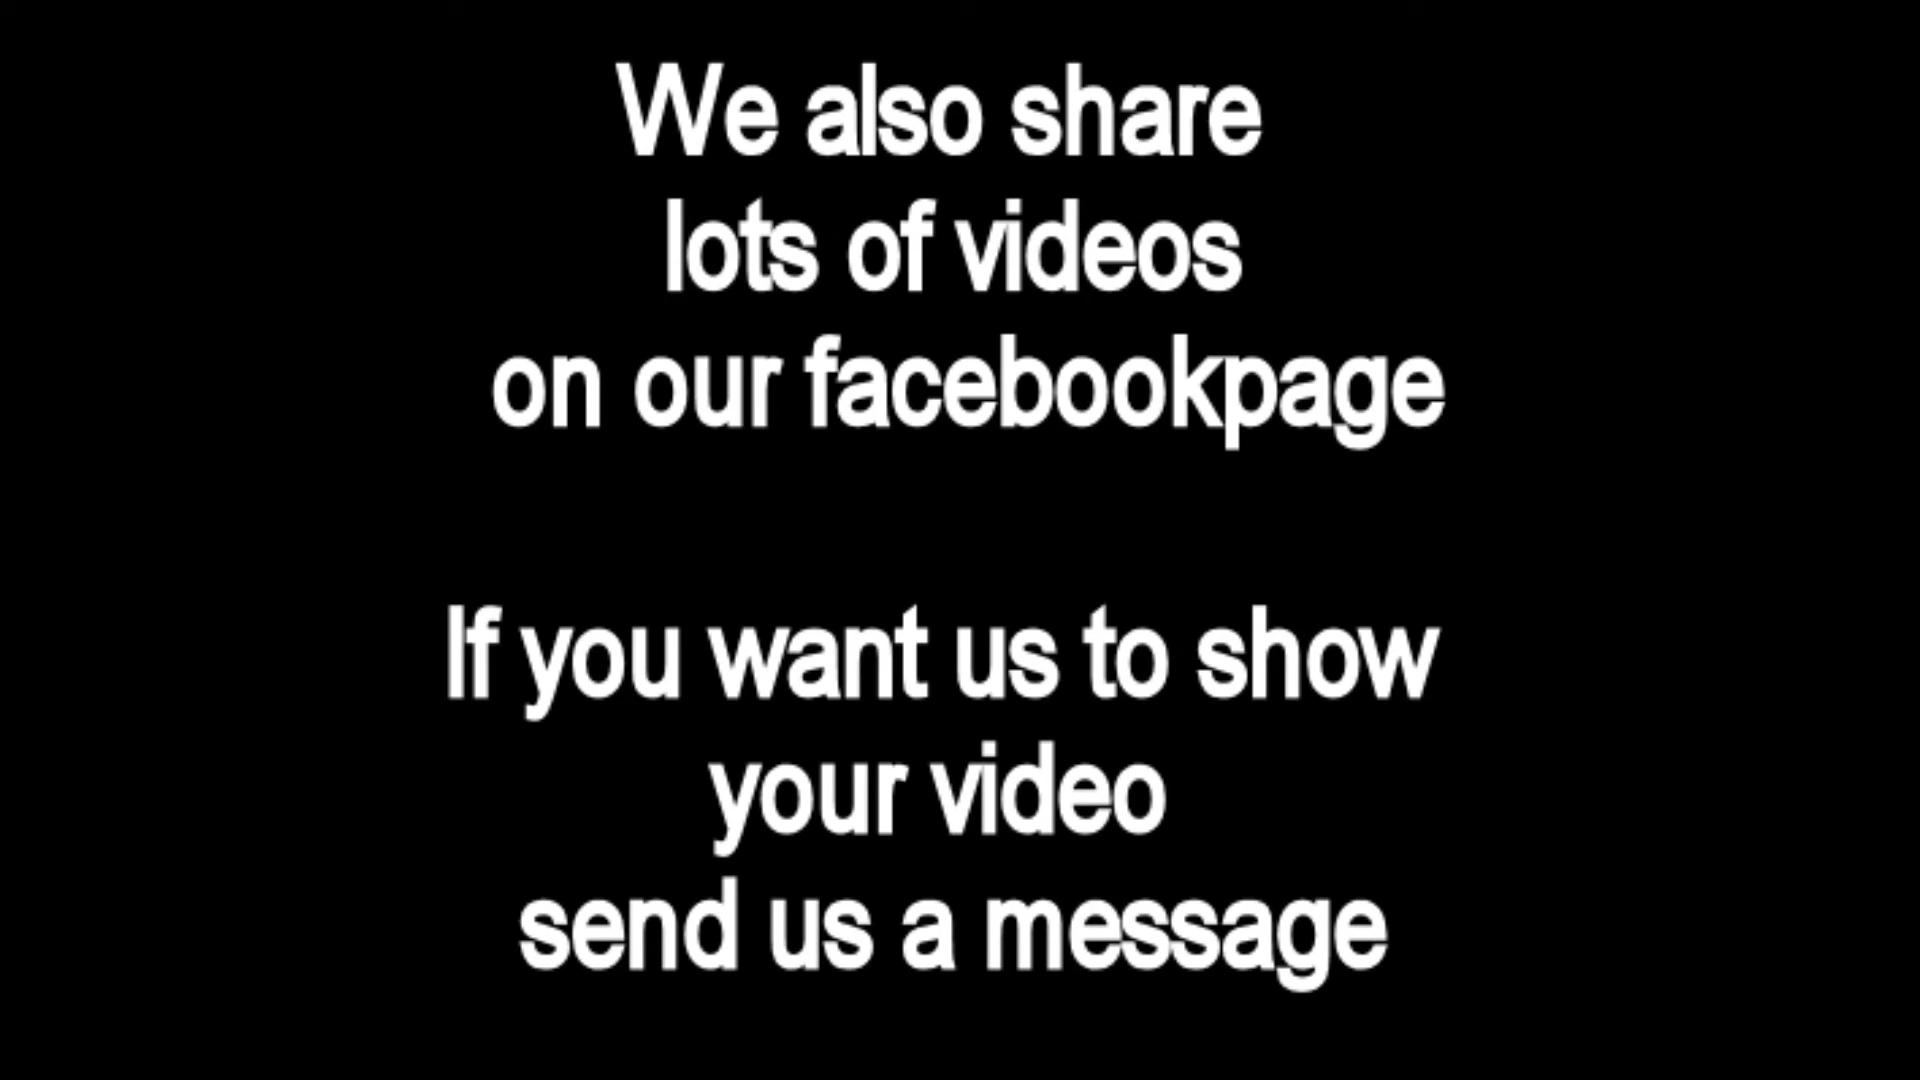 We also share
lots of videos
on our facebookpage
If you want us to show
your video
send us a message